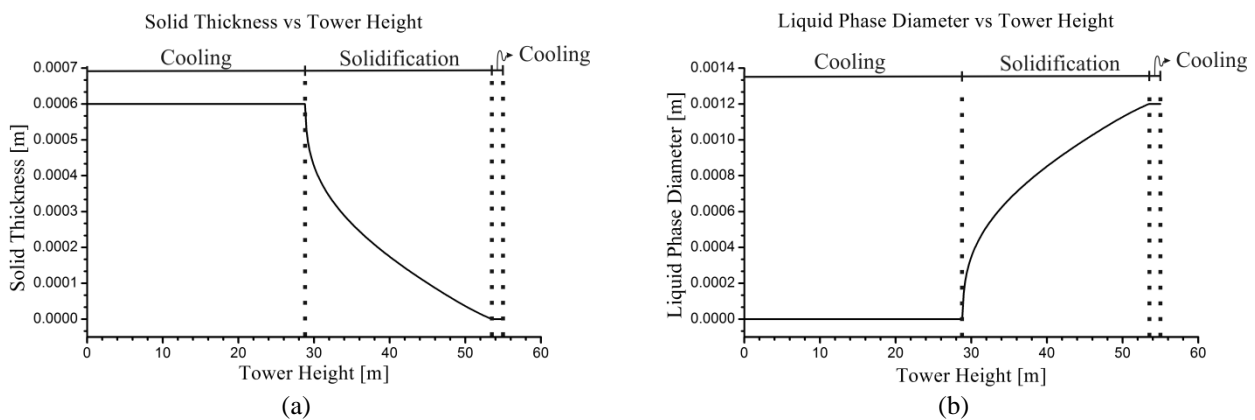 Solid Thickness vs Tower Height
Cooling
Solidification
Cooling
0.0007
0.0006
0.0005
0.0004
0.0003
0.0002
0.0001
0.0000
Solid Thickness [m]
0
10
20
30
40
50
60
Tower Height [m]
(a)
Liquid Phase Diameter vs Tower Height
Cooling
Solidification
Cooling
0.0014
0.0012
0.0010
0.0008
0.0006
0.0004
0.0002
0.0000
Liquid Phase Diameter [m]
0
10
20
30
40
50
60
Tower Height [m]
(b)